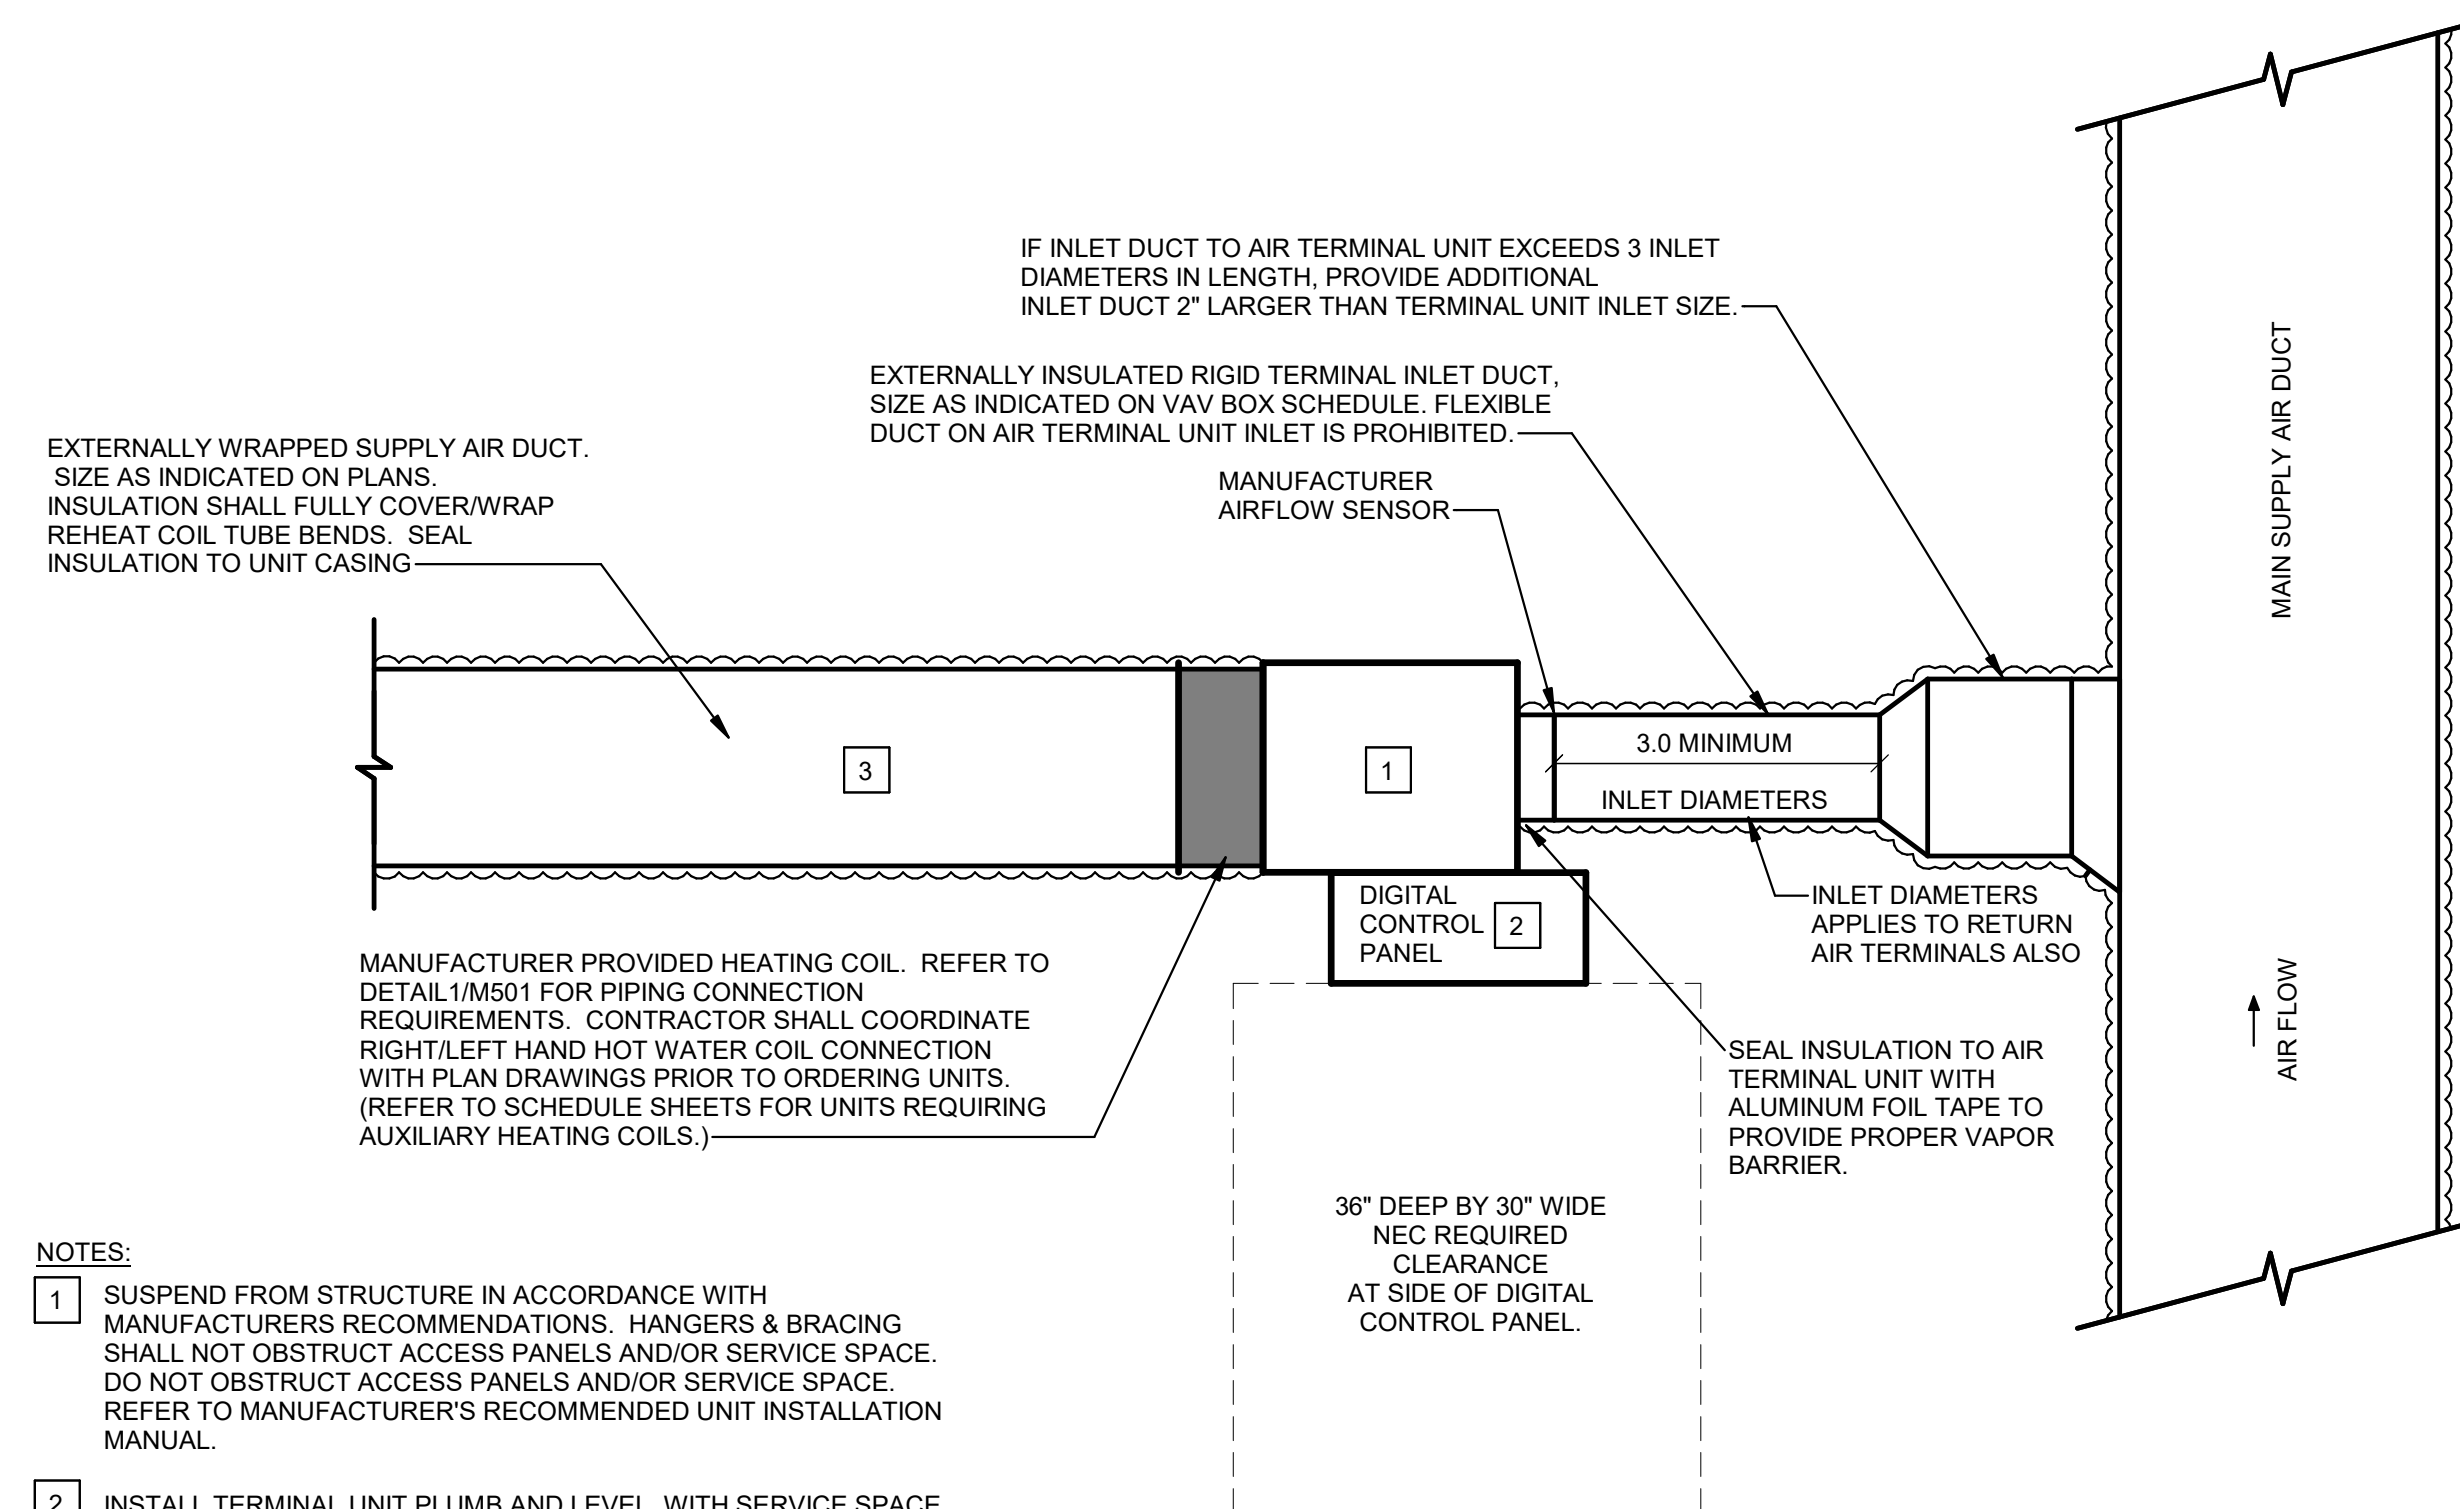 IF INLET DUCT TO AIR TERMINAL UNIT EXCEEDS 3 INLET
DIAMETERS IN LENGTH, PROVIDE ADDITIONAL
INLET DUCT 2" LARGER THAN TERMINAL UNIT INLET SIZE.
EXTERNALLY INSULATED RIGID TERMINAL INLET DUCT,
SIZE AS INDICATED ON VAV BOX SCHEDULE. FLEXIBLE
DUCT ON AIR TERMINAL UNIT INLET IS PROHIBITED.
MANUFACTURER
AIRFLOW SENSOR
EXTERNALLY WRAPPED SUPPLY AIR DUCT.
SIZE AS INDICATED ON PLANS.
INSULATION SHALL FULLY COVER/WRAP
REHEAT COIL TUBE BENDS. SEAL
INSULATION TO UNIT CASING
MAIN SUPPLY AIR DUCT
3
1
3.0 MINIMUM
INLET DIAMETERS
DIGITAL
CONTROL
PANEL
2
INLET DIAMETERS
APPLIES TO RETURN
AIR TERMINALS ALSO
AIR FLOW
MANUFACTURER PROVIDED HEATING COIL. REFER TO
DETAIL1/M501 FOR PIPING CONNECTION
REQUIREMENTS. CONTRACTOR SHALL COORDINATE
RIGHT/LEFT HAND HOT WATER COIL CONNECTION
WITH PLAN DRAWINGS PRIOR TO ORDERING UNITS.
(REFER TO SCHEDULE SHEETS FOR UNITS REQUIRING
AUXILIARY HEATING COILS.)
SEAL INSULATION TO AIR
TERMINAL UNIT WITH
ALUMINUM FOIL TAPE TO
PROVIDE PROPER VAPOR
BARRIER.
36" DEEP BY 30" WIDE
NEC REQUIRED
CLEARANCE
AT SIDE OF DIGITAL
CONTROL PANEL.
NOTES:
1 SUSPEND FROM STRUCTURE IN ACCORDANCE WITH
MANUFACTURERS RECOMMENDATIONS. HANGERS & BRACING
SHALL NOT OBSTRUCT ACCESS PANELS AND/OR SERVICE SPACE.
DO NOT OBSTRUCT ACCESS PANELS AND/OR SERVICE SPACE.
REFER TO MANUFACTURER'S RECOMMENDED UNIT INSTALLATION
MANUAL.
2 INSTALL TERMINAL UNIT PLUMB AND LEVEL, WITH SERVICE SPACE